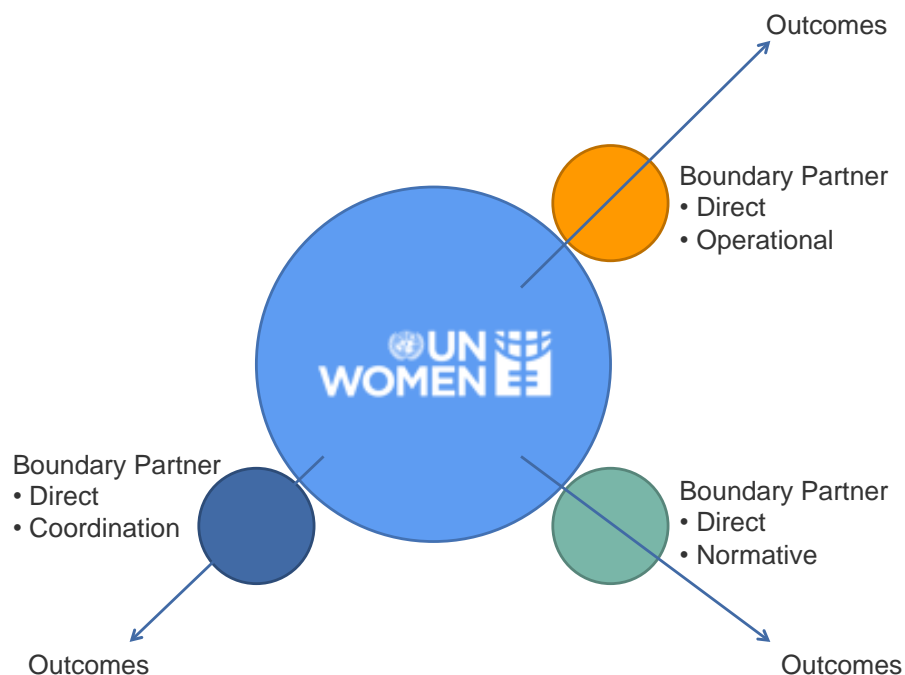 Outcomes
Boundary Partner
• Direct
• Operational
UN
WOMEN
Boundary Partner
• Direct
• Coordination
Boundary Partner
• Direct
• Normative
Outcomes
Outcomes